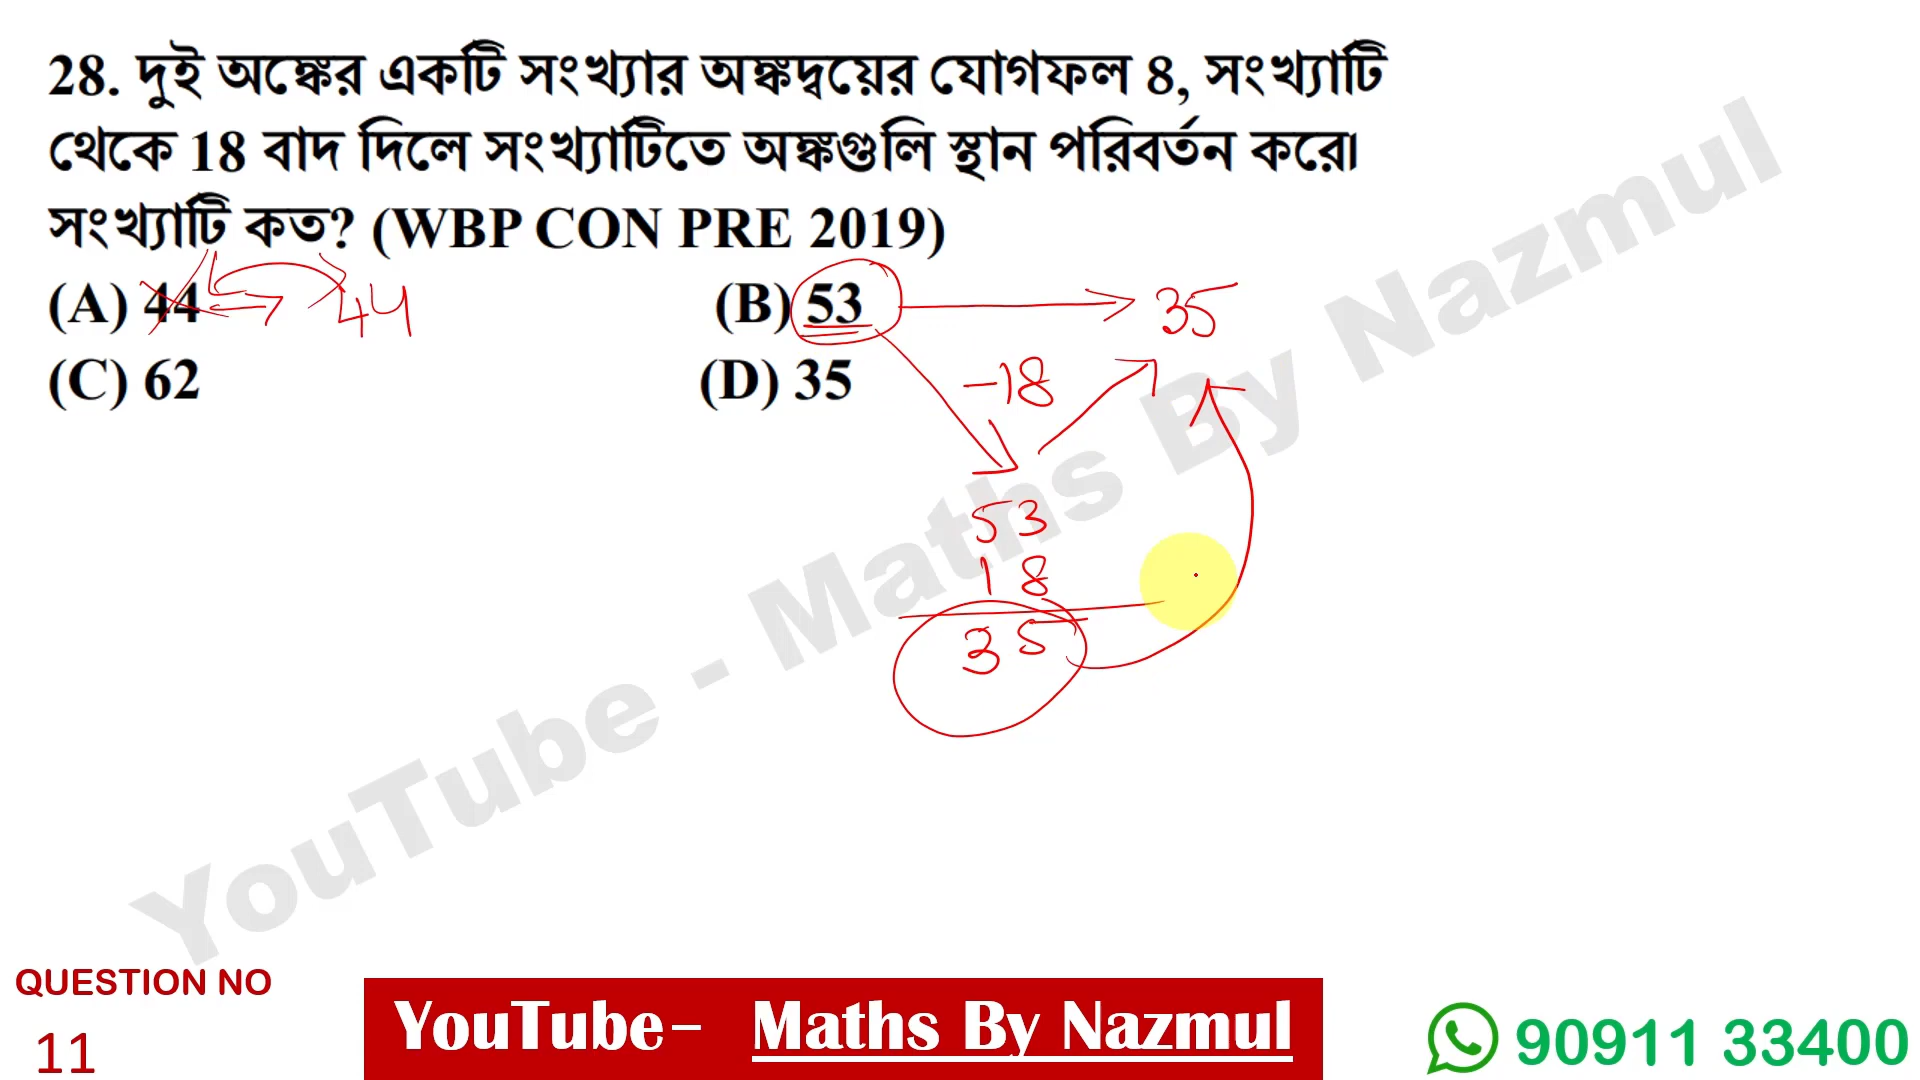 28. দুই অঙ্কের একটি সংখ্যার অঙ্কদ্বয়ের যোগফল 8, সংখ্যাটি
থেকে 18 বাদ দিলে সংখ্যাটিতে অঙ্কগুলি স্থান পরিবর্তন করে।
সংখ্যাটি কত? (WBP CON PRE 2019)
(A) 44 44 (B) 53 35
(C) 62 (D) 35 -18
53
18
35
YouTube - Maths By Nazmul
QUESTION NO
11
YouTube- Maths By Nazmul
90911 33400